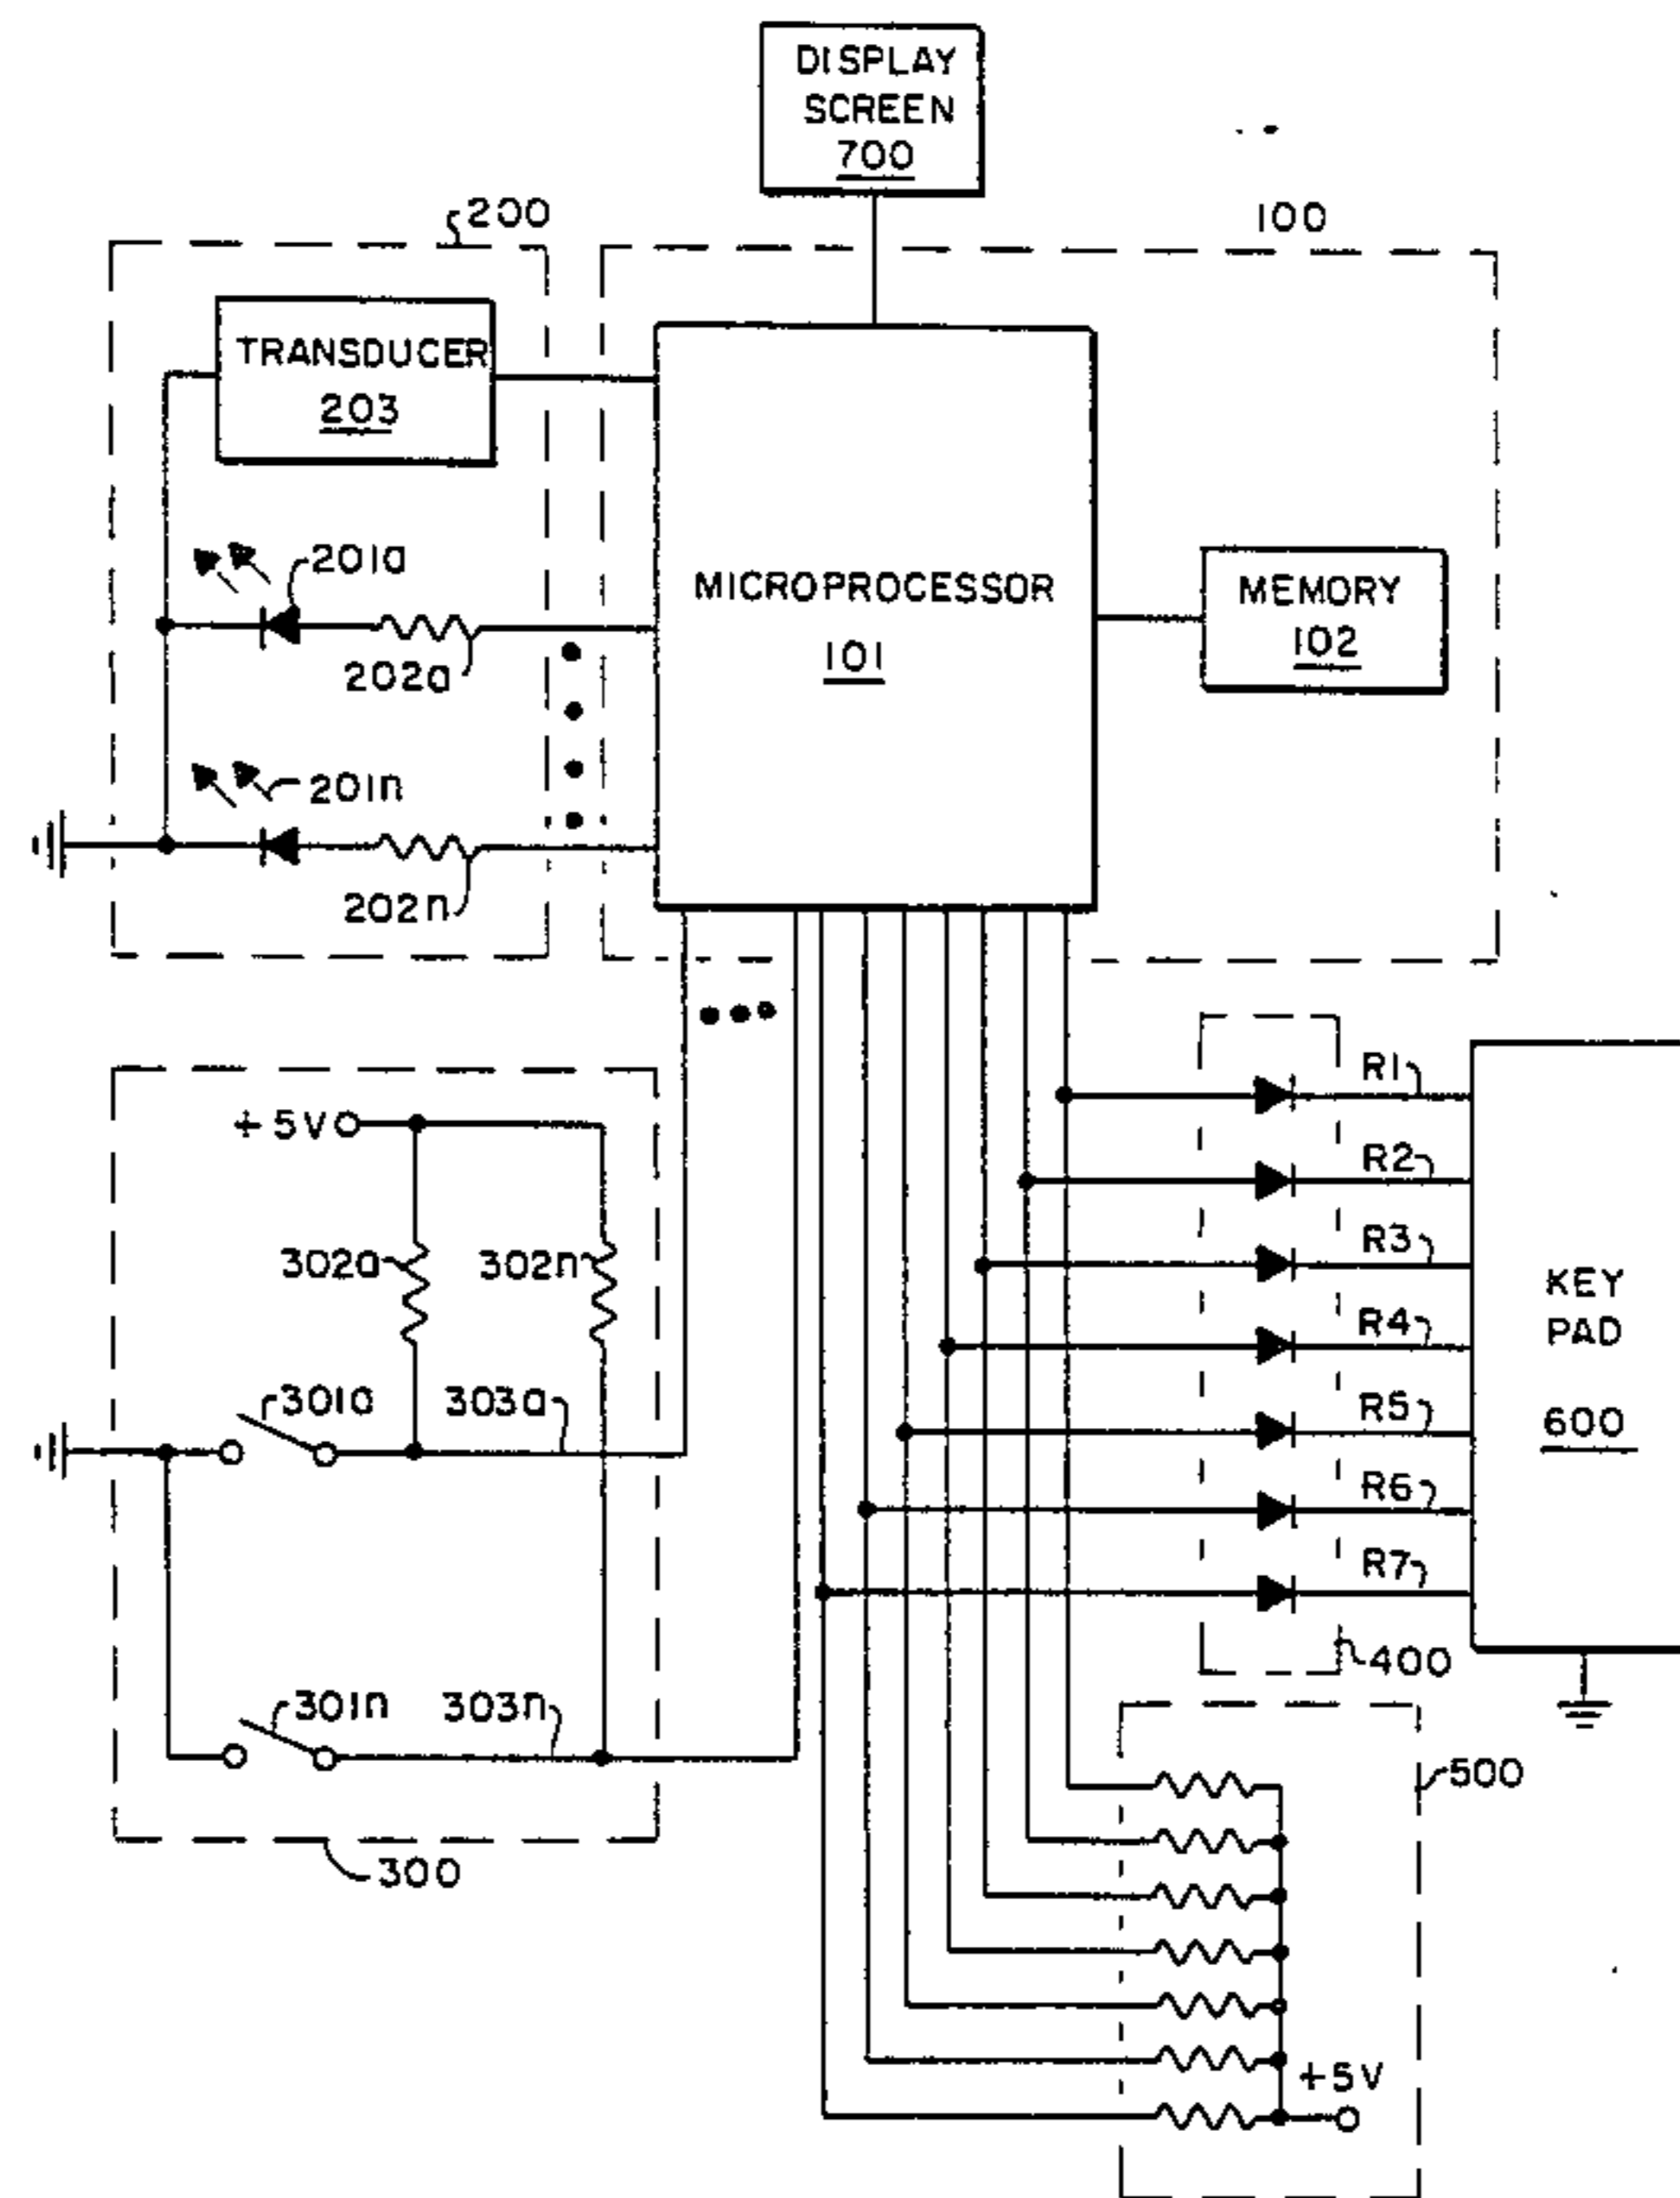 DISPLAY
SCREEN
700
200
100
TRANSDUCER
203
201a
202a
MICROPROCESSOR
101
MEMORY
102
201n
202n
+5V
302a
302n
301a
303a
301n
303n
300
R1
R2
R3
R4
R5
R6
R7
KEY
PAD
600
400
500
+5V